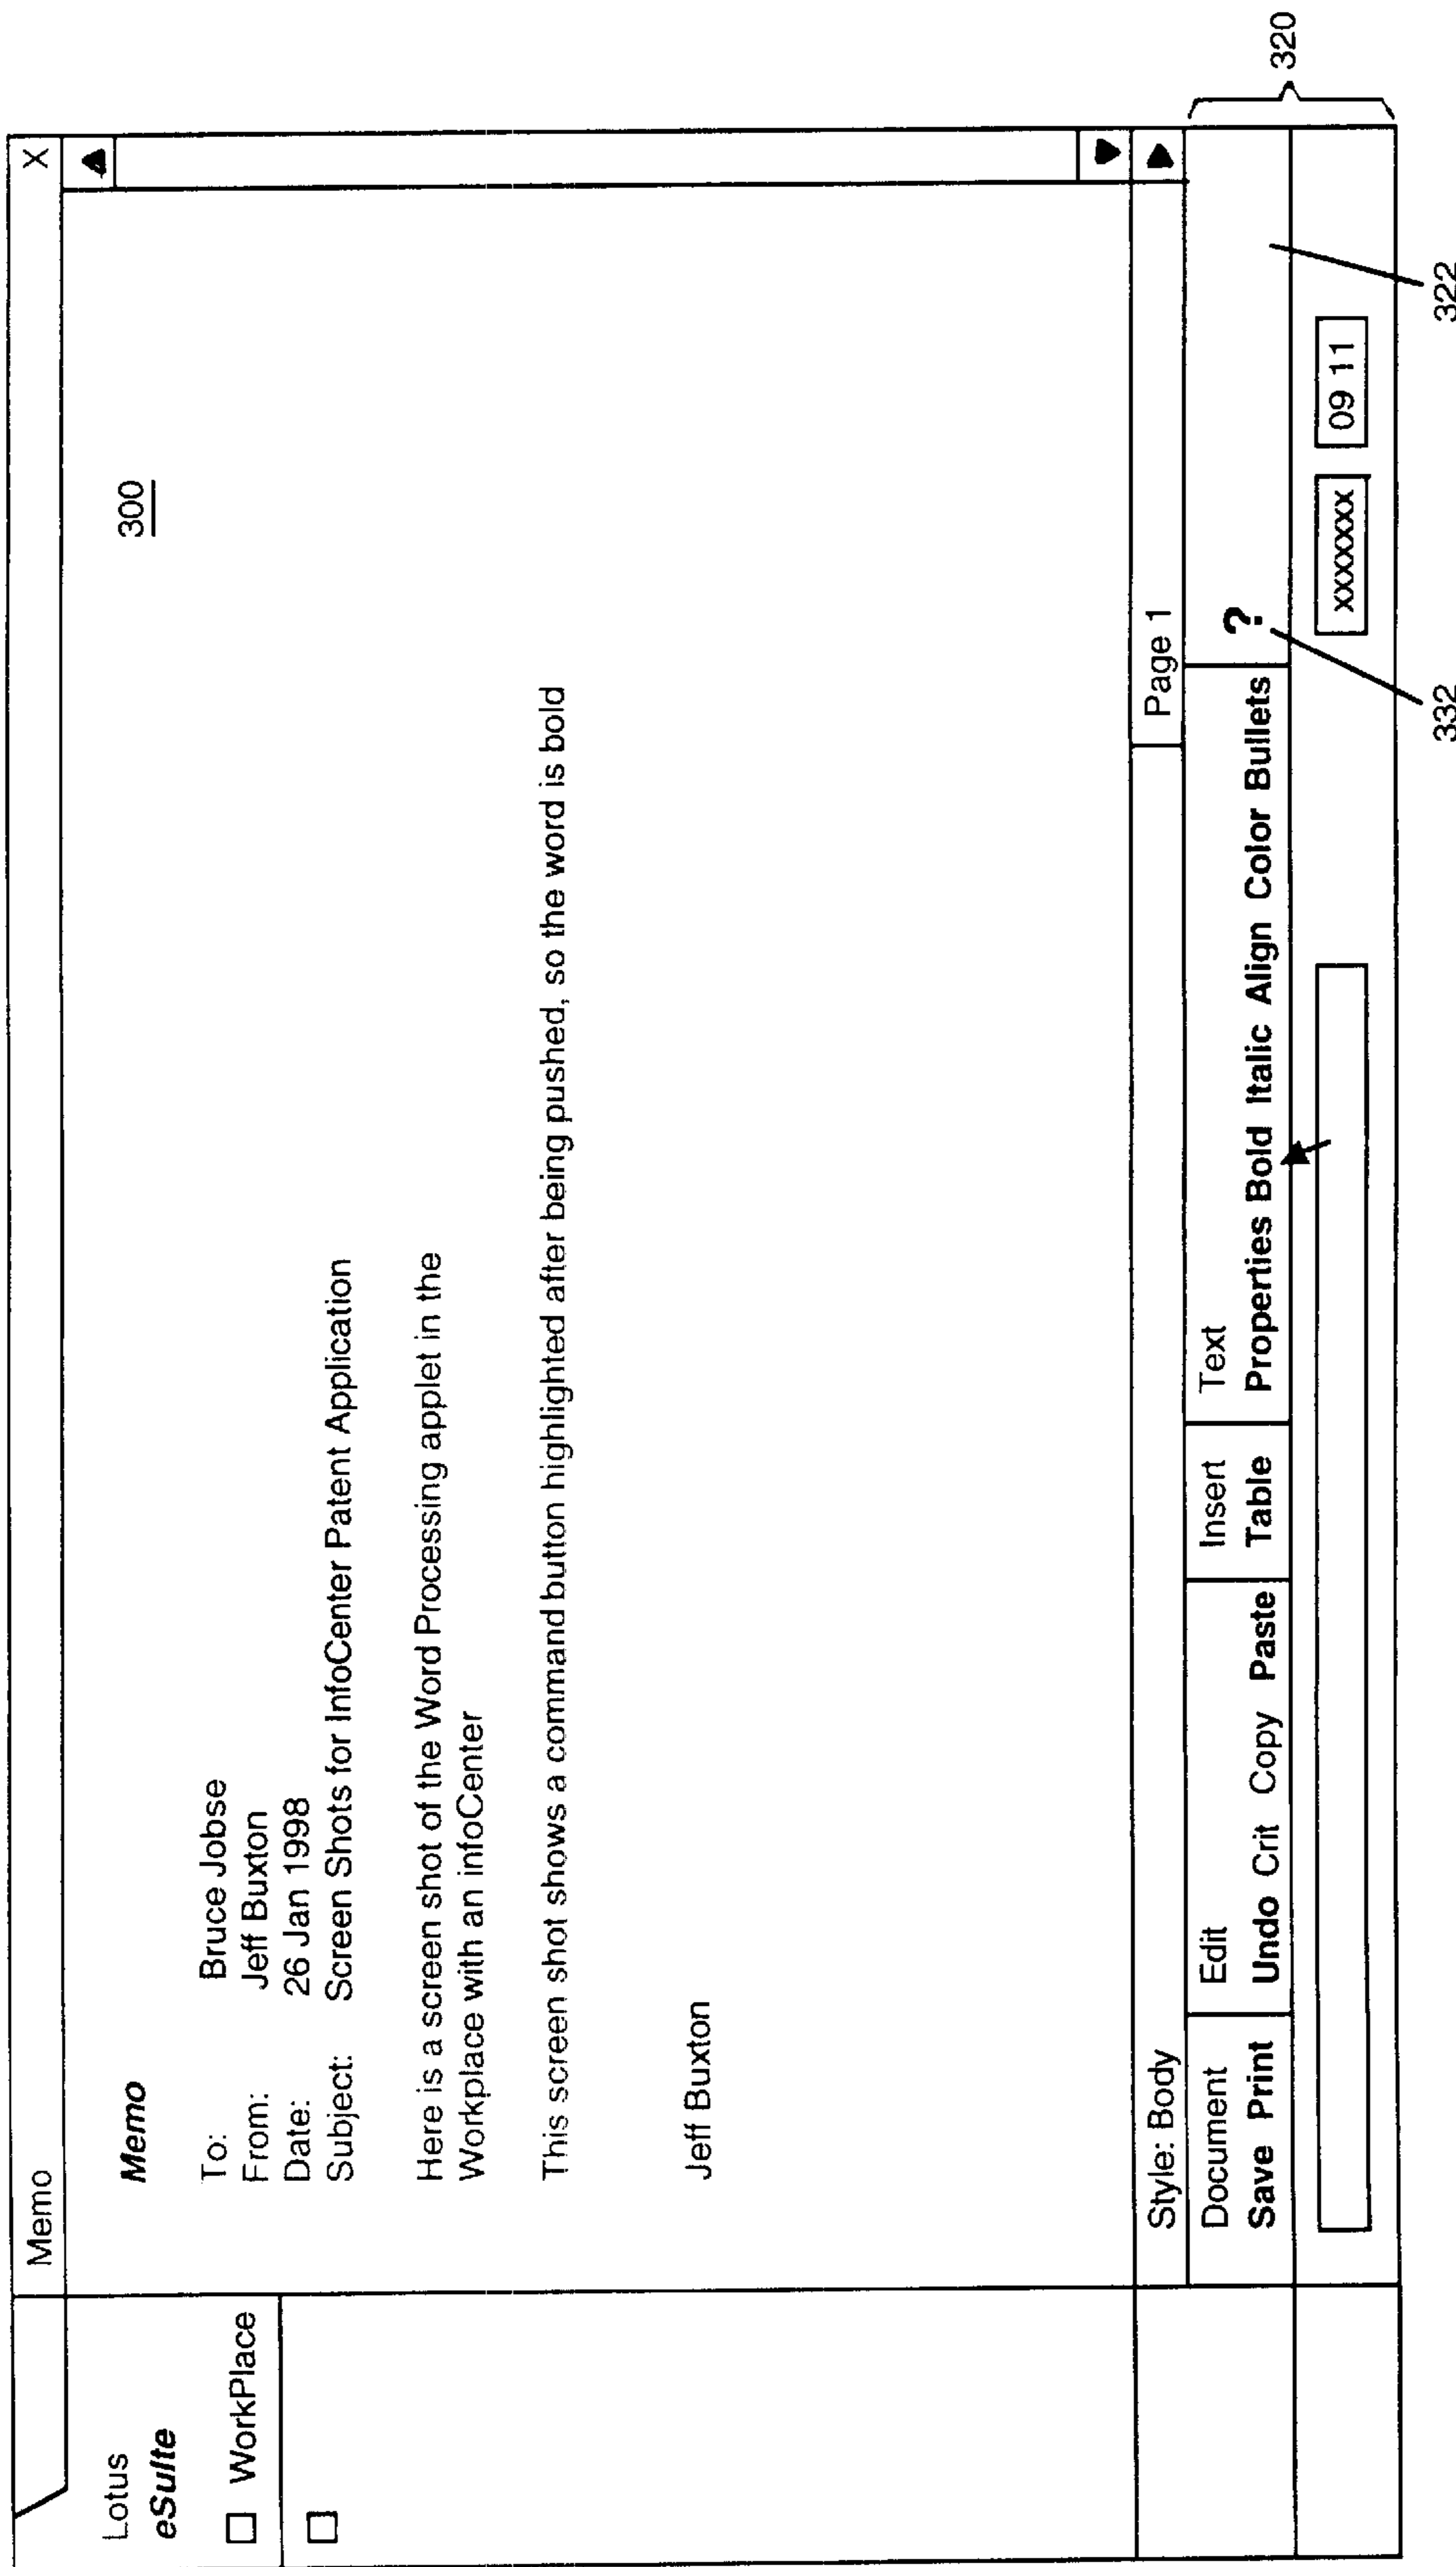 Memo X
Lotus
eSuite
WorkPlace
300
Memo
To: Bruce Jobse
From: Jeff Buxton
Date: 26 Jan 1998
Subject: Screen Shots for InfoCenter Patent Application
Here is a screen shot of the Word Processing applet in the
Workplace with an infoCenter
This screen shot shows a command button highlighted after being pushed, so the word is bold
Jeff Buxton
Style: Body Page 1
Document Edit Insert Text
Save Print Undo Crit Copy Paste Table Properties Bold Italic Align Color Bullets ?
xxxxxxx 09 11
320
332 322